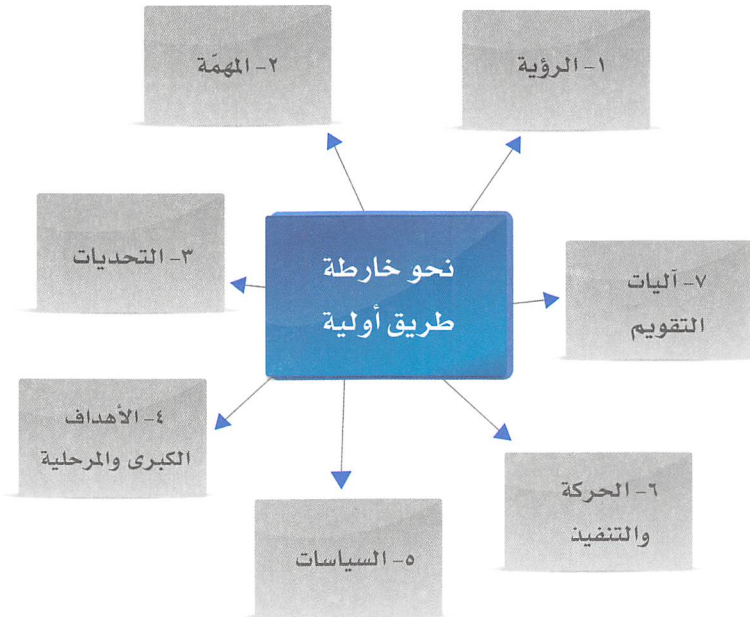 نحو خارطة
طريق أولية
١- الرؤية
٢- المهمّة
٣- التحديات
٤- الأهداف
الكبرى والمرحلية
٥- السياسات
٦- الحركة
والتنفيذ
٧- آليات
التقويم